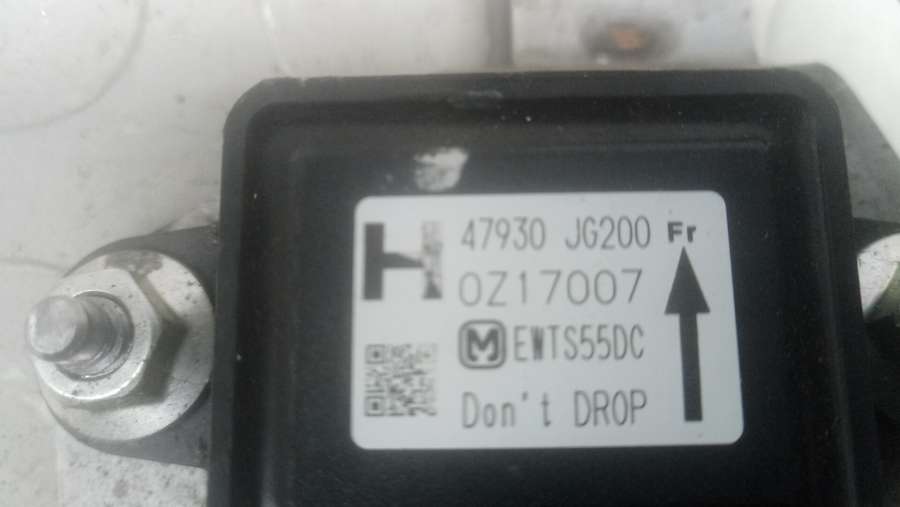 H
47930 JG200 Fr
0Z17007
M EWTS55DC
Don't DROP